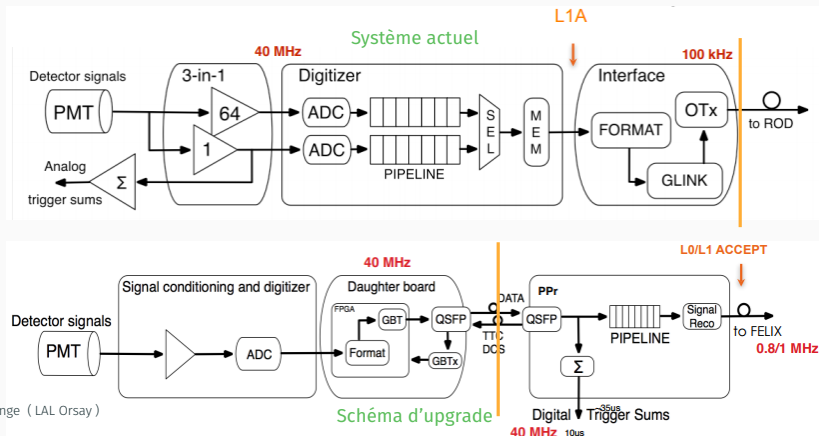 L1A
Système actuel
40 MHz
100 kHz
Detector signals
3-in-1
Digitizer
Interface
PMT
64
ADC
SEL
MEM
OTx
to ROD
FORMAT
1
ADC
Analog
trigger sums
Σ
PIPELINE
GLINK
L0/L1 ACCEPT
40 MHz
Signal conditioning and digitizer
Daughter board
PPr
FPGA
GBT
QSFP
DATA
QSFP
Signal
Reco
Detector signals
PMT
ADC
Format
GBTx
TTC
DCS
PIPELINE
to FELIX
0.8/1 MHz
Σ
nge ( LAL Orsay )
Schéma d'upgrade
Digital Trigger Sums
~35us
40 MHz
10us